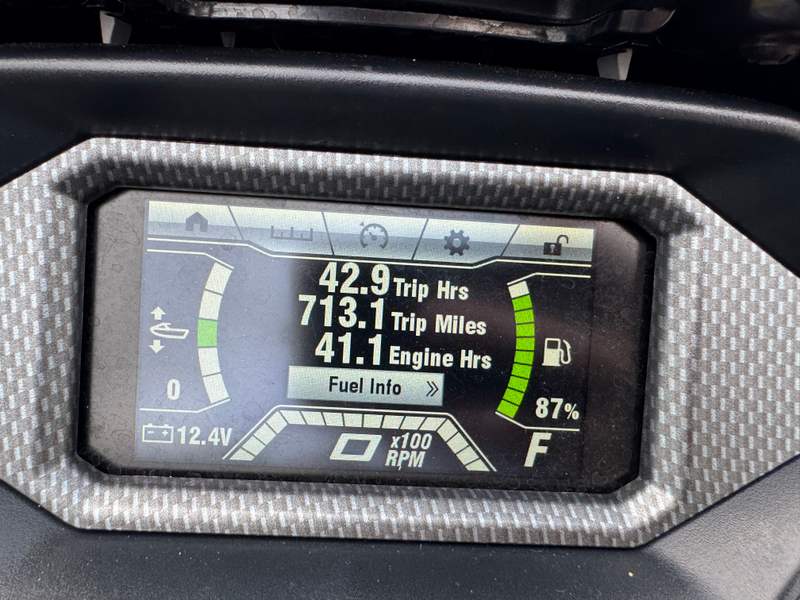 42.9 Trip Hrs
713.1 Trip Miles
41.1 Engine Hrs
Fuel Info
0
87%
12.4V
0 x100
RPM
F